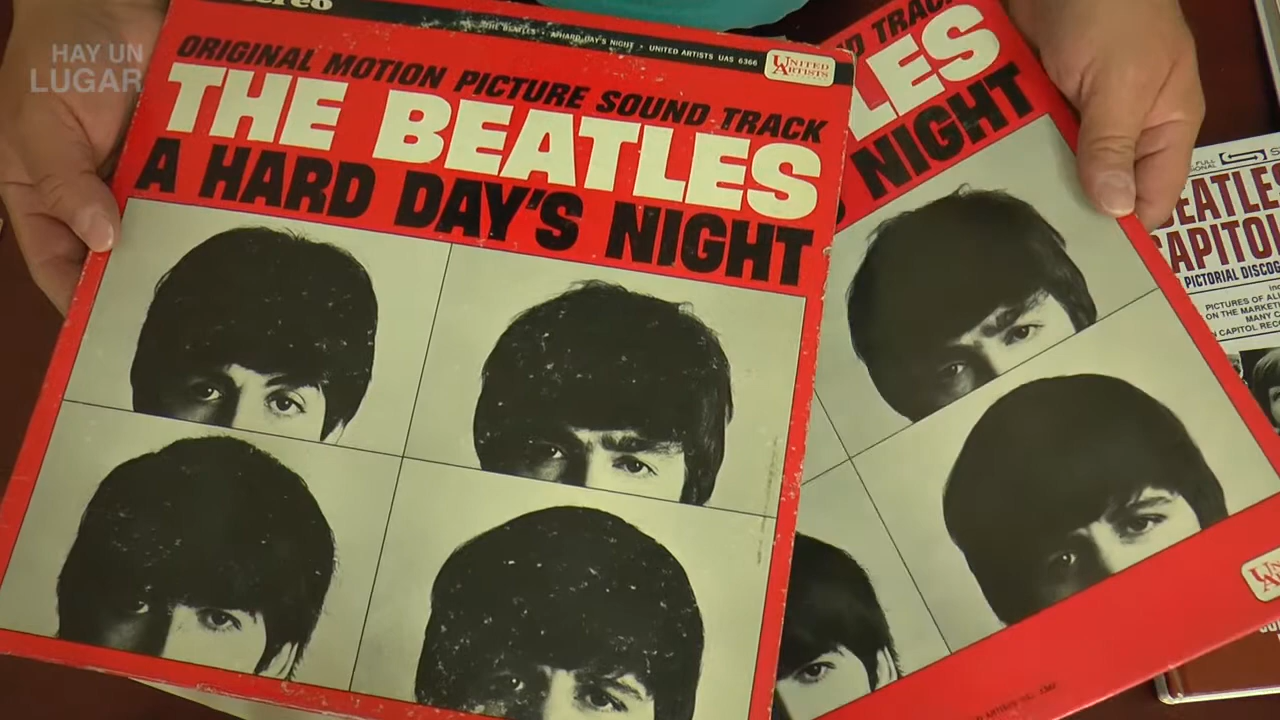 HAY UN
LUGAR
stereo
THE BEATLES • A HARD DAY'S NIGHT • UNITED ARTISTS UAS 6366
UNITED
ARTISTS
ORIGINAL MOTION PICTURE SOUND TRACK
THE BEATLES
A HARD DAY'S NIGHT
D TRACK
LES
NIGHT
BEATLES
CAPITOL
PICTORIAL DISCOG
PICTURES OF AL
ON THE MARKET
MANY C
CAPITOL REC